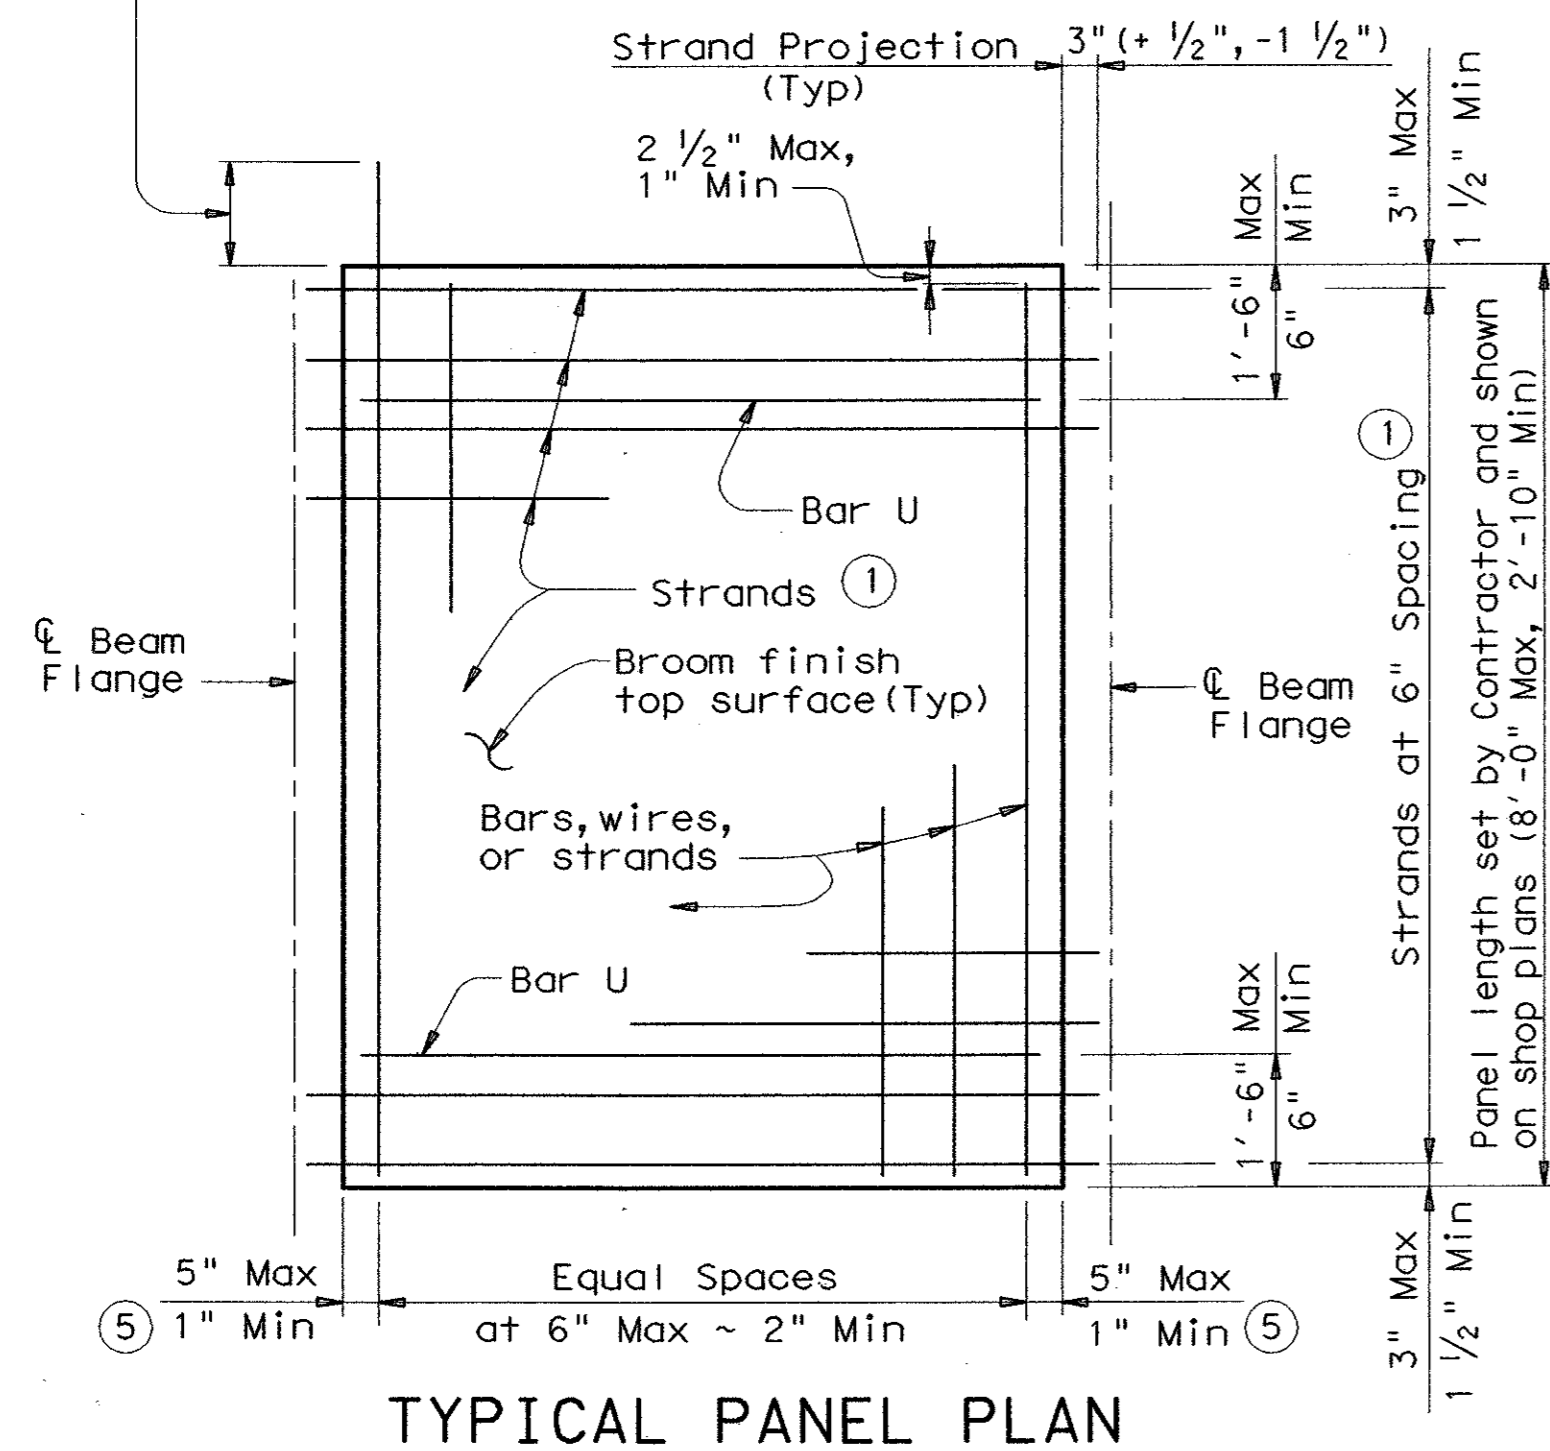 Strand Projection
(Typ)
3" (+ 1/2", -1 1/2")
2 1/2" Max,
1" Min
1'-6" Max
6" Min
3" Max
1 1/2" Min
Bar U
Strands 1
℄ Beam
Flange
Broom finish
top surface(Typ)
℄ Beam
Flange
Strands at 6" Spacing 1
Panel length set by Contractor and shown
on shop plans (8'-0" Max, 2'-10" Min)
Bars, wires,
or strands
Bar U
1'-6" Max
6" Min
5" Max
5 1" Min
Equal Spaces
at 6" Max ~ 2" Min
5" Max
1" Min 5
3" Max
1 1/2" Min
TYPICAL PANEL PLAN